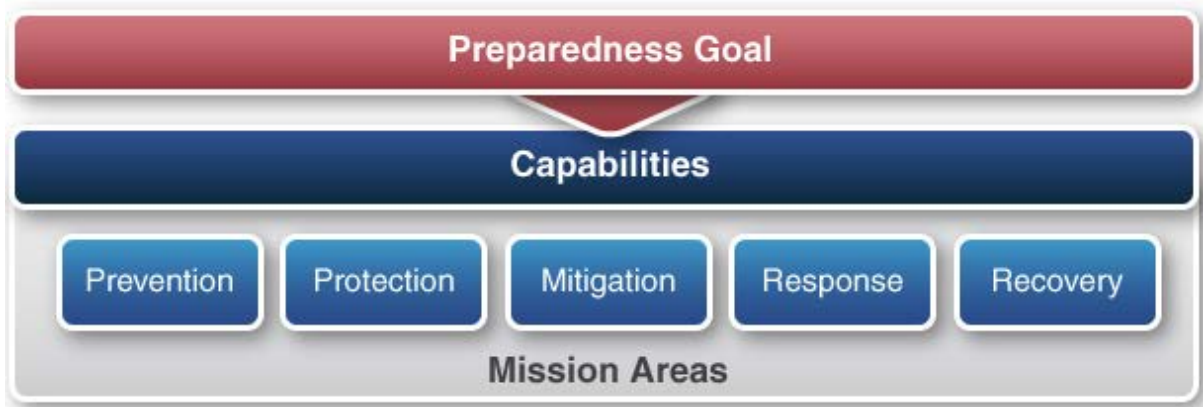 Preparedness Goal
Capabilities
Prevention Protection Mitigation Response Recovery
Mission Areas